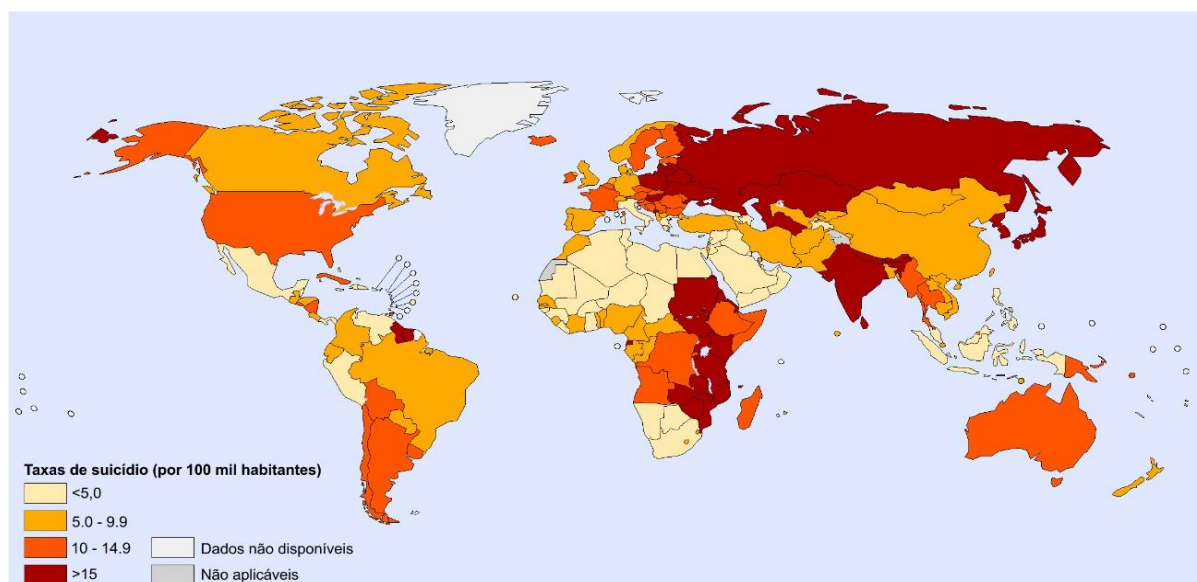 Taxas de suicídio (por 100 mil habitantes)
<5,0
5.0 - 9.9
10 - 14.9
>15
Dados não disponíveis
Não aplicáveis